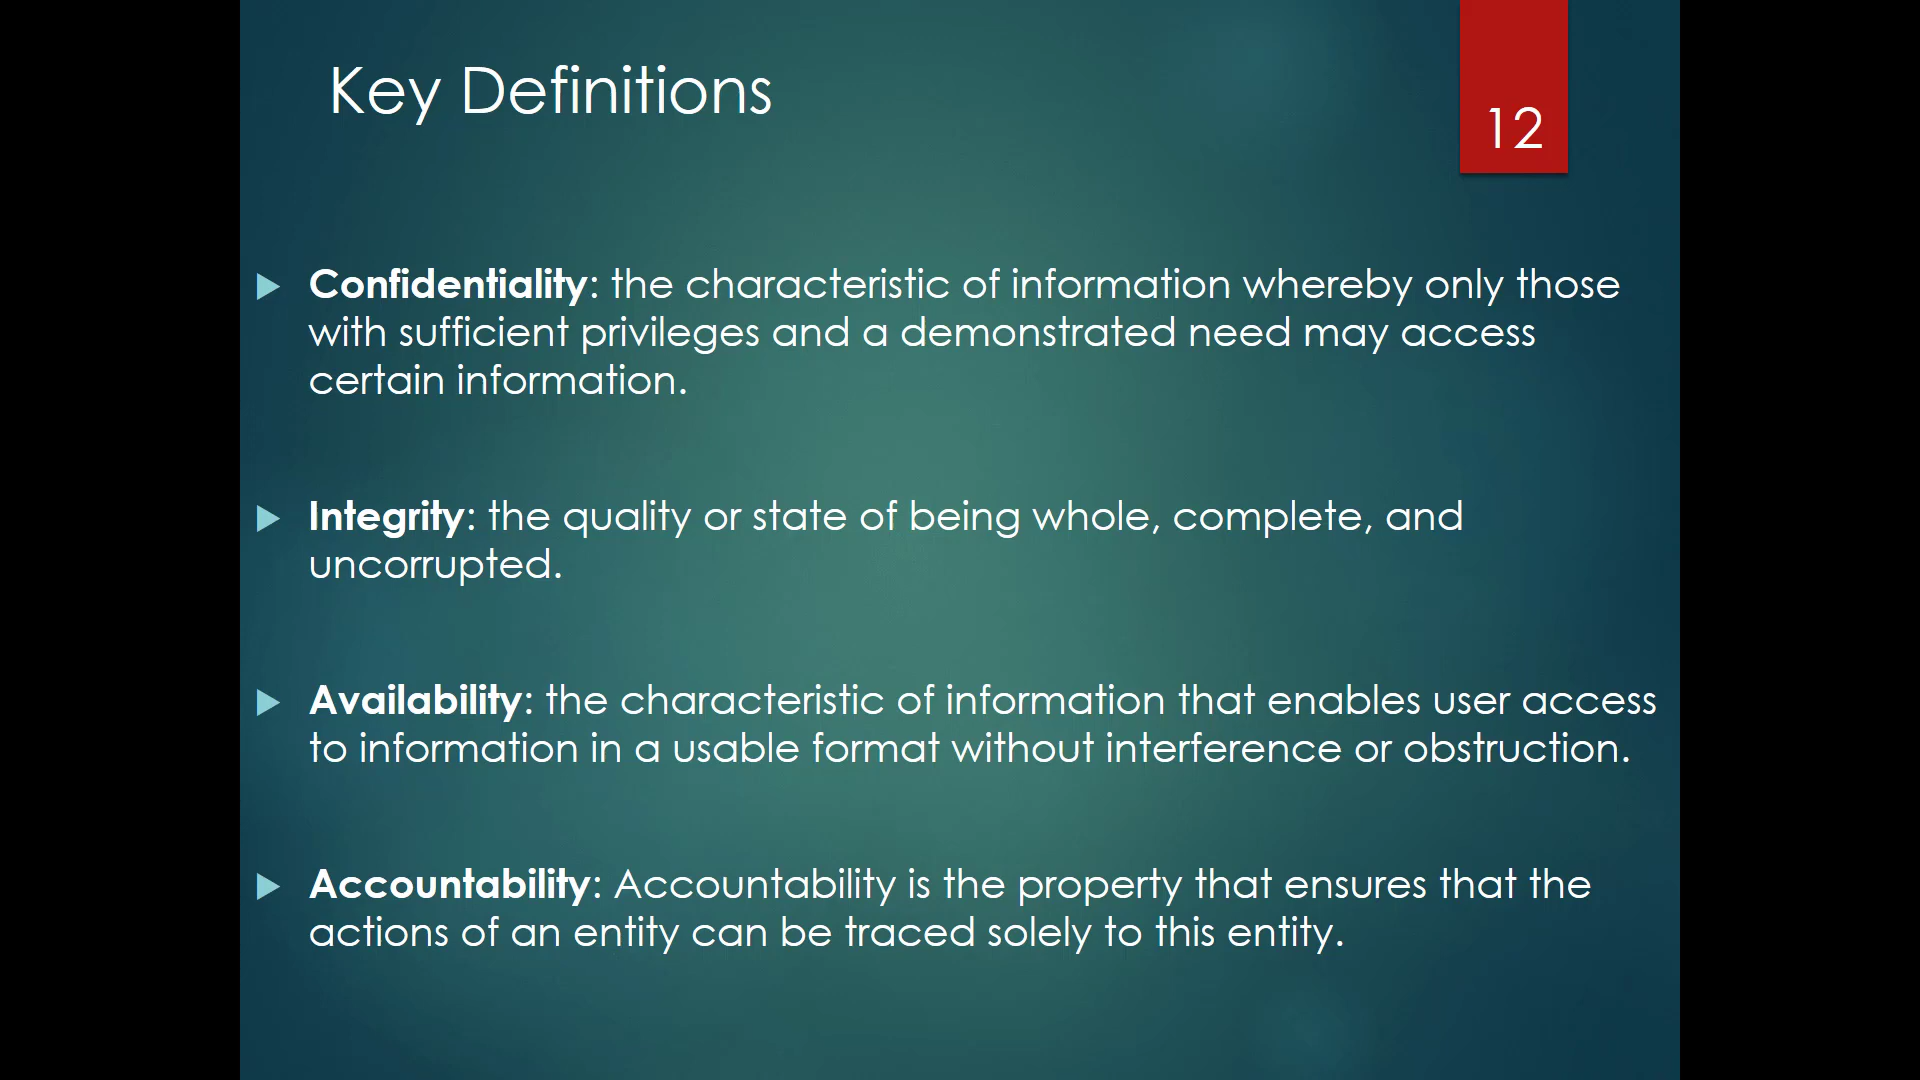 Key Definitions
12
Confidentiality: the characteristic of information whereby only those
with sufficient privileges and a demonstrated need may access
certain information.
Integrity: the quality or state of being whole, complete, and
uncorrupted.
Availability: the characteristic of information that enables user access
to information in a usable format without interference or obstruction.
Accountability: Accountability is the property that ensures that the
actions of an entity can be traced solely to this entity.